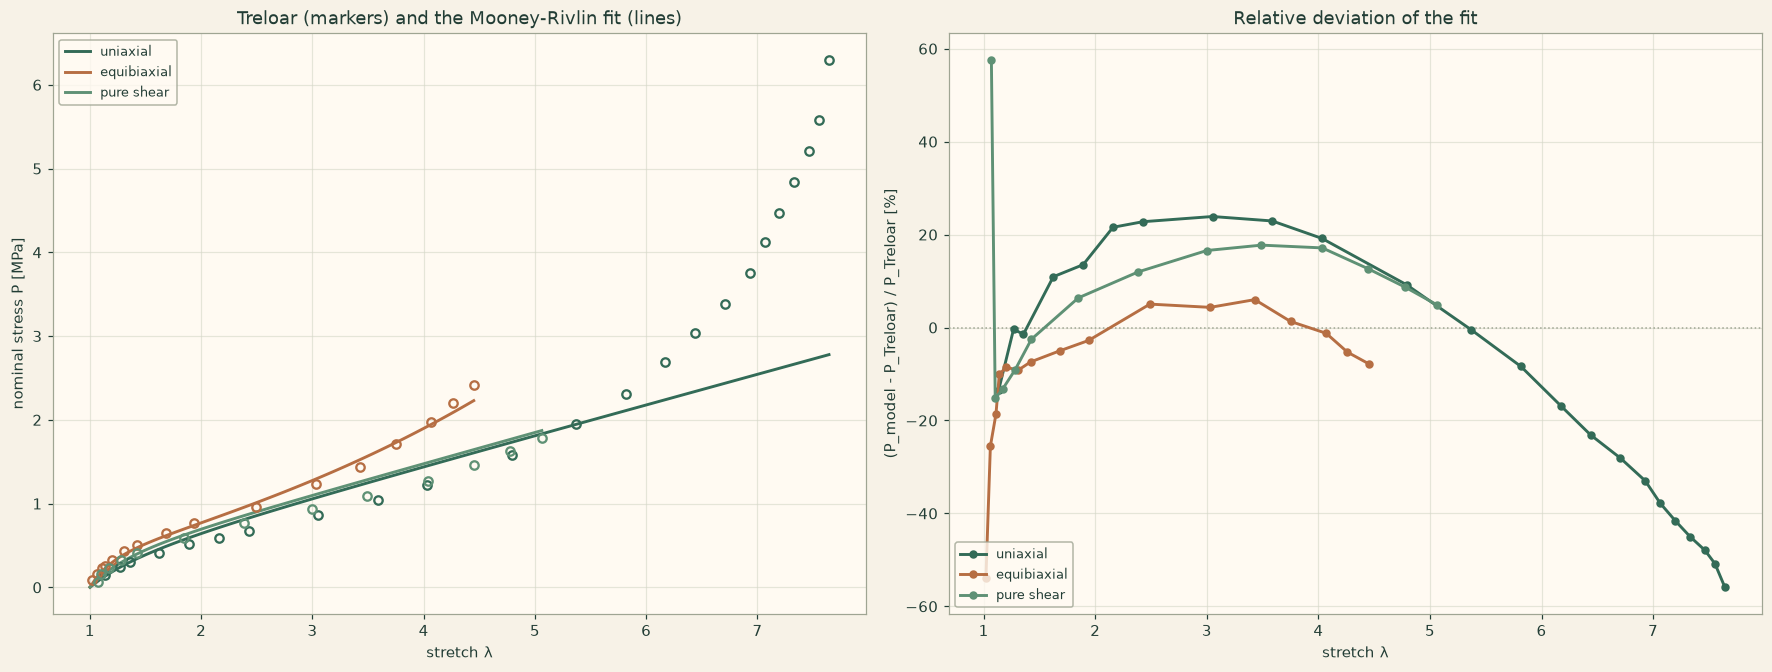 Treloar (markers) and the Mooney-Rivlin fit (lines)
uniaxial
equibiaxial
pure shear
nominal stress P [MPa]
6
5
4
3
2
1
0
1 2 3 4 5 6 7
stretch λ
Relative deviation of the fit
(P_model - P_Treloar) / P_Treloar [%]
60
40
20
0
−20
−40
−60
uniaxial
equibiaxial
pure shear
1 2 3 4 5 6 7
stretch λ